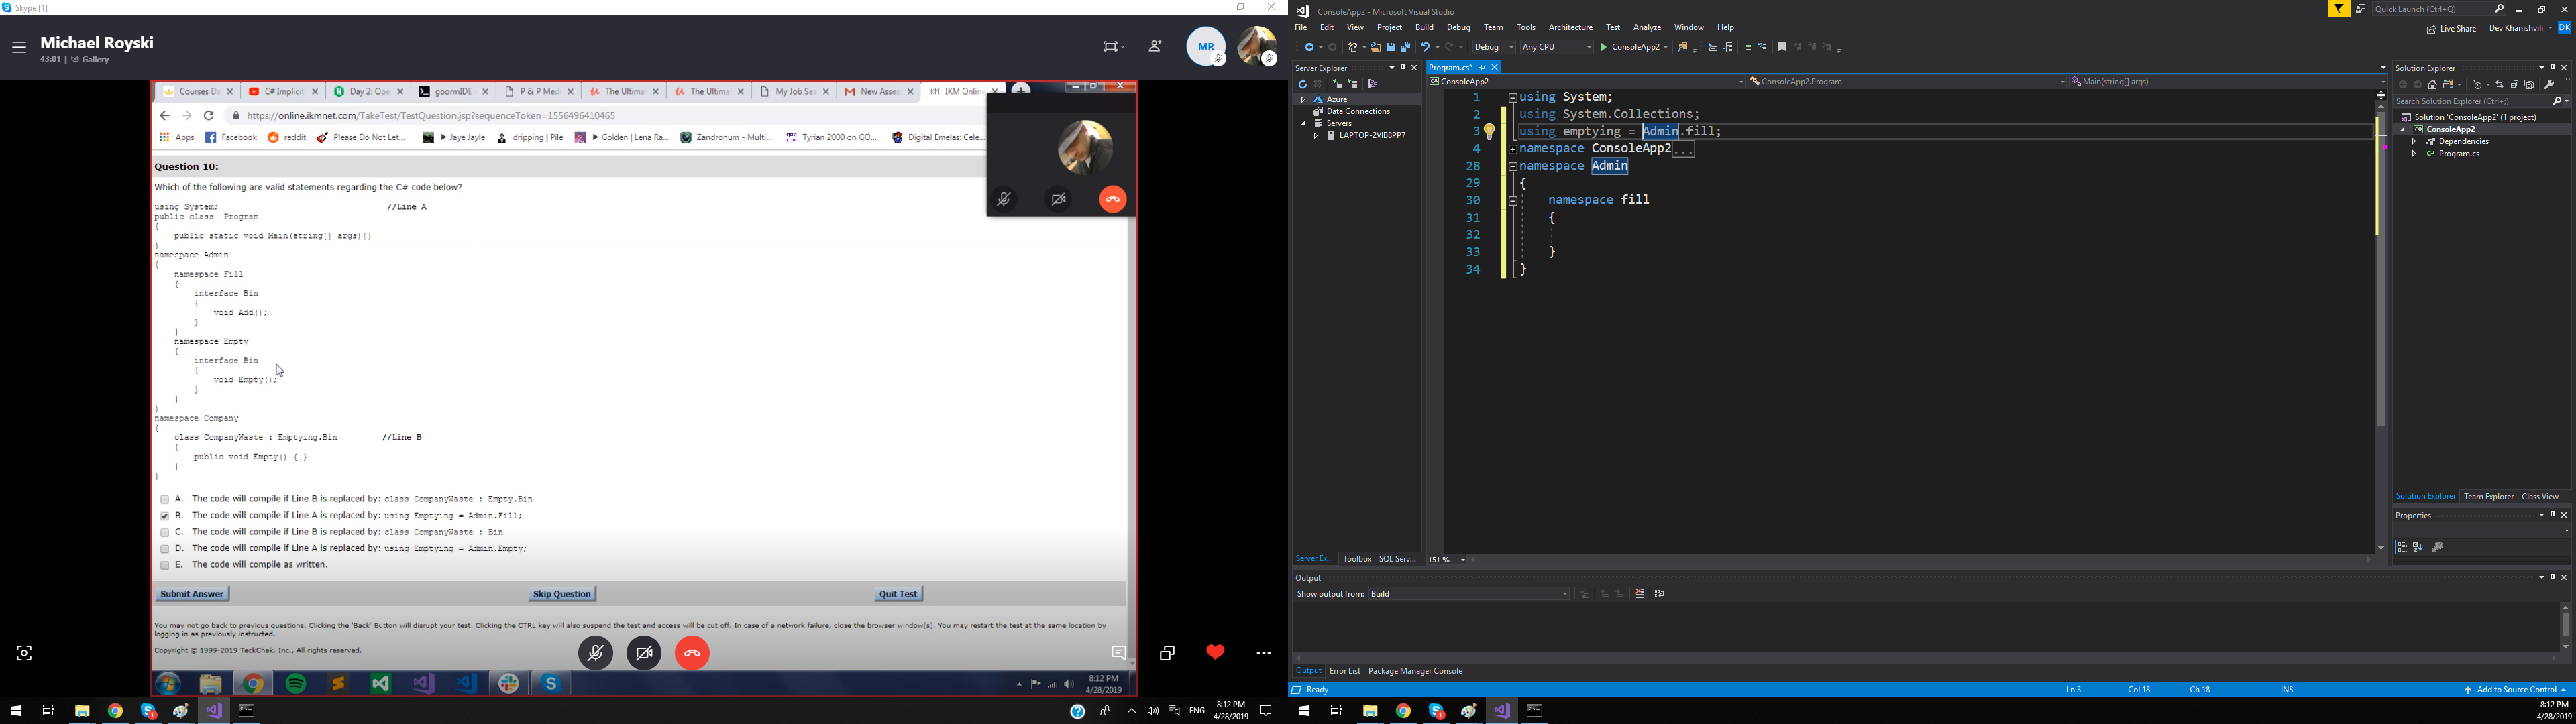 Skype [1]
Michael Royski
43:01 | Gallery
MR
Courses Da
C# Implicit
Day 2: Ope
goormIDE
P & P Medi
The Ultima
The Ultima
My Job Sea
New Asses
IKM Online
https://online.ikmnet.com/TakeTest/TestQuestion.jsp?sequenceToken=1556496410465
Apps
Facebook
reddit
Please Do Not Let...
Jaye Jayle
dripping | Pile
Golden | Lena Ra...
Zandronum - Multi...
Tyrian 2000 on GO...
Digital Emelas: Cele...
Question 10:
Which of the following are valid statements regarding the C# code below?
using System; //Line A
public class Program
{
public static void Main(string[] args){}
}
namespace Admin
{
namespace Fill
{
interface Bin
{
void Add();
}
}
namespace Empty
{
interface Bin
{
void Empty();
}
}
}
namespace Company
{
class CompanyWaste : Emptying.Bin //Line B
{
public void Empty() { }
}
}
A. The code will compile if Line B is replaced by: class CompanyWaste : Empty.Bin
B. The code will compile if Line A is replaced by: using Emptying = Admin.Fill;
C. The code will compile if Line B is replaced by: class CompanyWaste : Bin
D. The code will compile if Line A is replaced by: using Emptying = Admin.Empty;
E. The code will compile as written.
Submit Answer
Skip Question
Quit Test
You may not go back to previous questions. Clicking the 'Back' Button will disrupt your test. Clicking the CTRL key will also suspend the test and access will be cut off. In case of a network failure, close the browser window(s). You may restart the test at the same location by
logging in as previously instructed.
Copyright © 1999-2019 TeckChek, Inc., All rights reserved.
8:12 PM
4/28/2019
ENG
8:12 PM
4/28/2019
ConsoleApp2 - Microsoft Visual Studio
Quick Launch (Ctrl+Q)
File Edit View Project Build Debug Team Tools Architecture Test Analyze Window Help
Live Share
Dev Khanishvili
DK
Debug
Any CPU
ConsoleApp2
Server Explorer
Azure
Data Connections
Servers
LAPTOP-2VIB8PP7
Program.cs*
ConsoleApp2
ConsoleApp2.Program
Main(string[] args)
1 using System;
2 using System.Collections;
3 using emptying = Admin.fill;
4 namespace ConsoleApp2...
28 namespace Admin
29 {
30 namespace fill
31 {
32
33 }
34 }
Solution Explorer
Search Solution Explorer (Ctrl+;)
Solution 'ConsoleApp2' (1 project)
ConsoleApp2
Dependencies
Program.cs
Solution Explorer Team Explorer Class View
Properties
Server Ex... Toolbox SQL Serv...
151 %
Output
Show output from: Build
Output Error List Package Manager Console
Ready
Ln 3 Col 18 Ch 18 INS
Add to Source Control
8:12 PM
4/28/2019